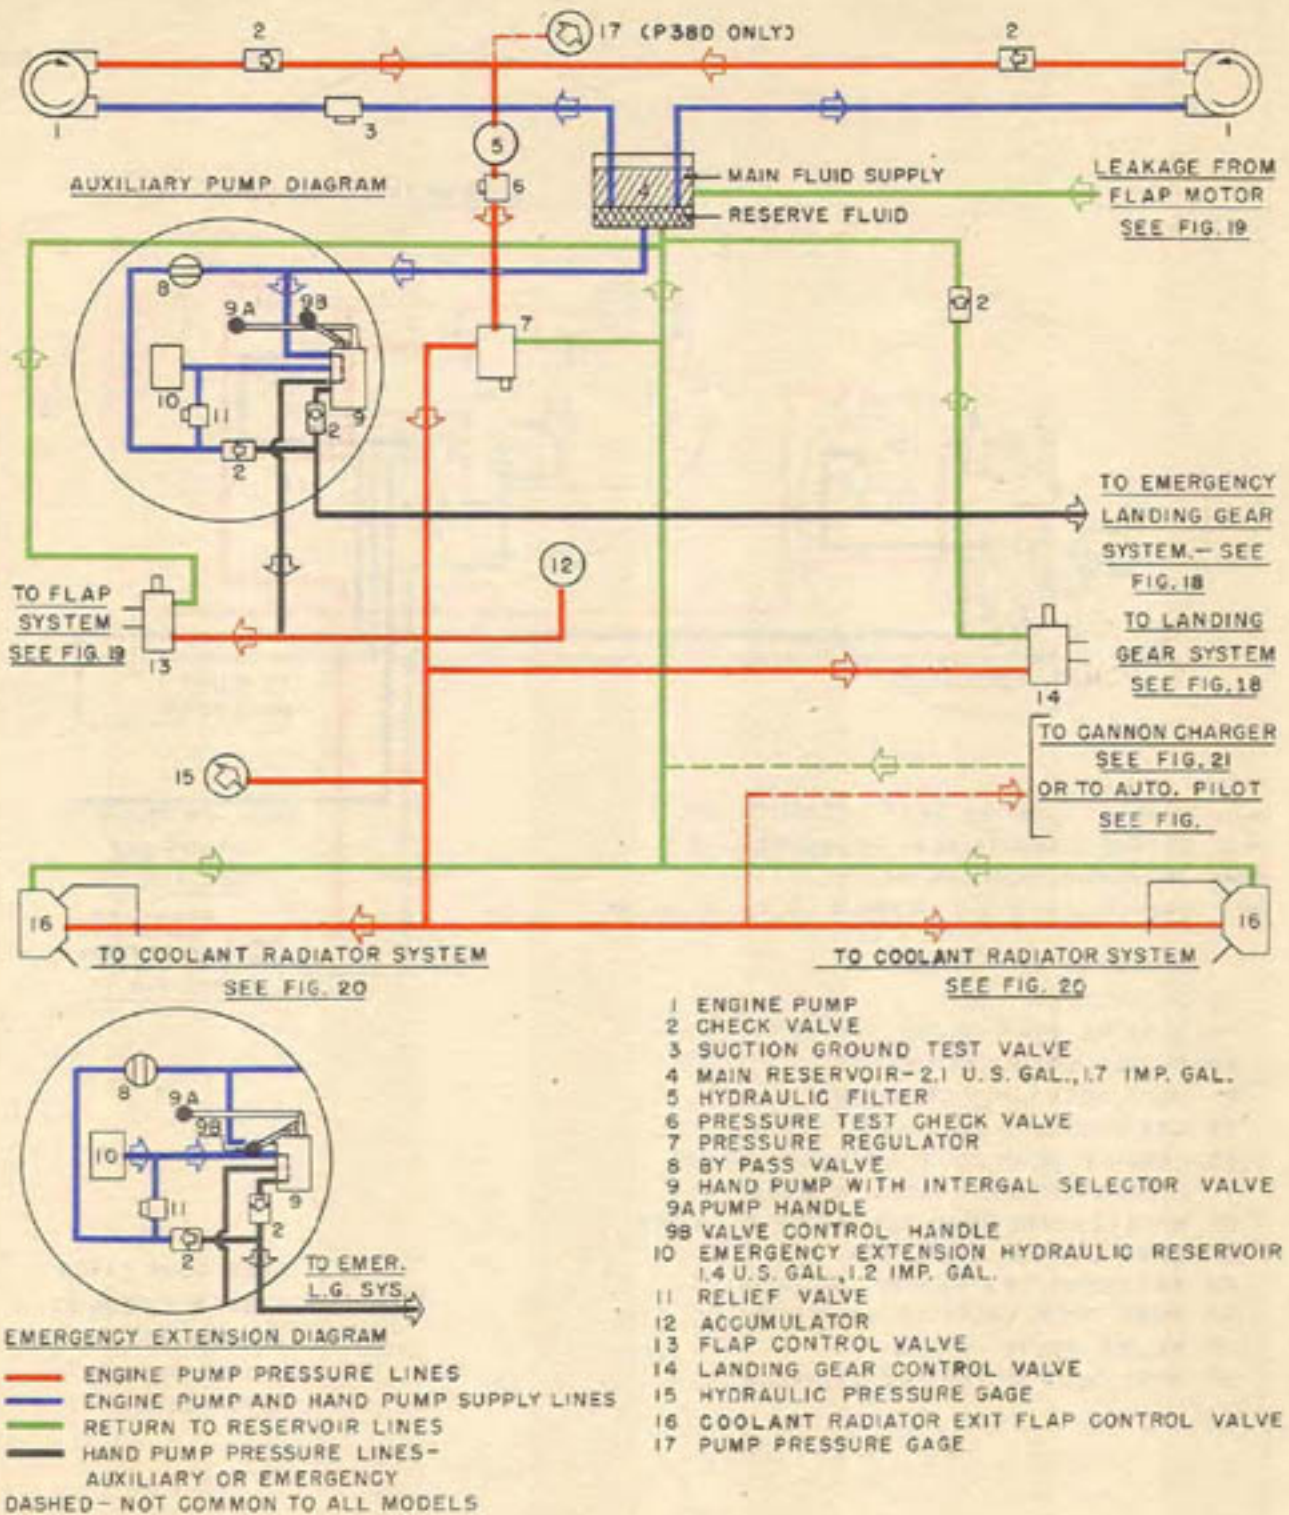 2
17 (P38D ONLY)
2
1
3
5
1
AUXILIARY PUMP DIAGRAM
6
4
MAIN FLUID SUPPLY
RESERVE FLUID
LEAKAGE FROM
FLAP MOTOR
SEE FIG. 19
8
9A
9B
7
2
10
11
2
9
2
TO EMERGENCY
LANDING GEAR
SYSTEM.- SEE
FIG. 18
12
TO FLAP
SYSTEM
SEE FIG. 19
13
TO LANDING
GEAR SYSTEM
SEE FIG. 18
14
15
TO CANNON CHARGER
SEE FIG. 21
OR TO AUTO. PILOT
SEE FIG.
16
16
TO COOLANT RADIATOR SYSTEM
SEE FIG. 20
TO COOLANT RADIATOR SYSTEM
SEE FIG. 20
8
9A
9B
10
11
9
2
2
TO EMER.
L.G. SYS.
EMERGENCY EXTENSION DIAGRAM
ENGINE PUMP PRESSURE LINES
ENGINE PUMP AND HAND PUMP SUPPLY LINES
RETURN TO RESERVOIR LINES
HAND PUMP PRESSURE LINES-
AUXILIARY OR EMERGENCY
DASHED- NOT COMMON TO ALL MODELS
1 ENGINE PUMP
2 CHECK VALVE
3 SUCTION GROUND TEST VALVE
4 MAIN RESERVOIR-2.1 U.S. GAL., 1.7 IMP. GAL.
5 HYDRAULIC FILTER
6 PRESSURE TEST CHECK VALVE
7 PRESSURE REGULATOR
8 BY PASS VALVE
9 HAND PUMP WITH INTERGAL SELECTOR VALVE
9A PUMP HANDLE
9B VALVE CONTROL HANDLE
10 EMERGENCY EXTENSION HYDRAULIC RESERVOIR
1.4 U.S. GAL., 1.2 IMP. GAL.
11 RELIEF VALVE
12 ACCUMULATOR
13 FLAP CONTROL VALVE
14 LANDING GEAR CONTROL VALVE
15 HYDRAULIC PRESSURE GAGE
16 COOLANT RADIATOR EXIT FLAP CONTROL VALVE
17 PUMP PRESSURE GAGE